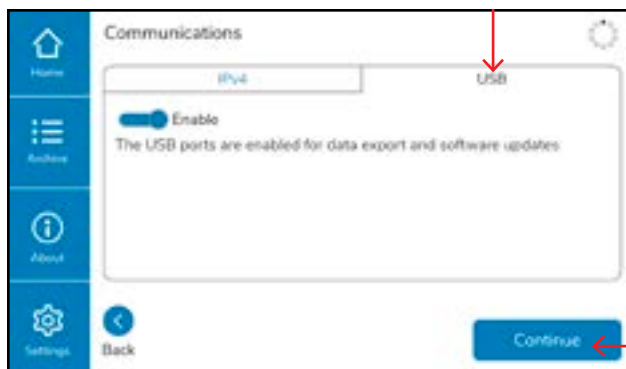 Communications
Home
IPv4
USB
Enable
The USB ports are enabled for data export and software updates
Archive
About
Settings
Back
Continue